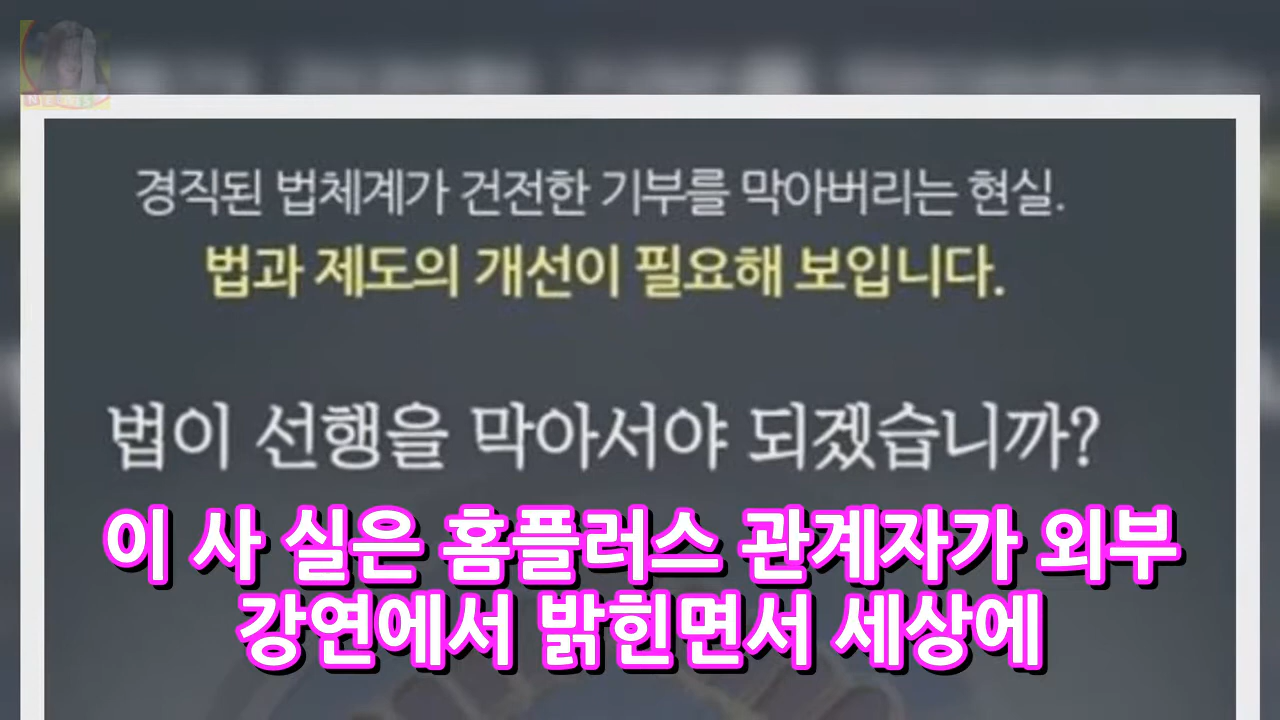 경직된 법체계가 건전한 기부를 막아버리는 현실.
법과 제도의 개선이 필요해 보입니다.
법이 선행을 막아서야 되겠습니까?
이 사 실은 홈플러스 관계자가 외부
강연에서 밝힌면서 세상에